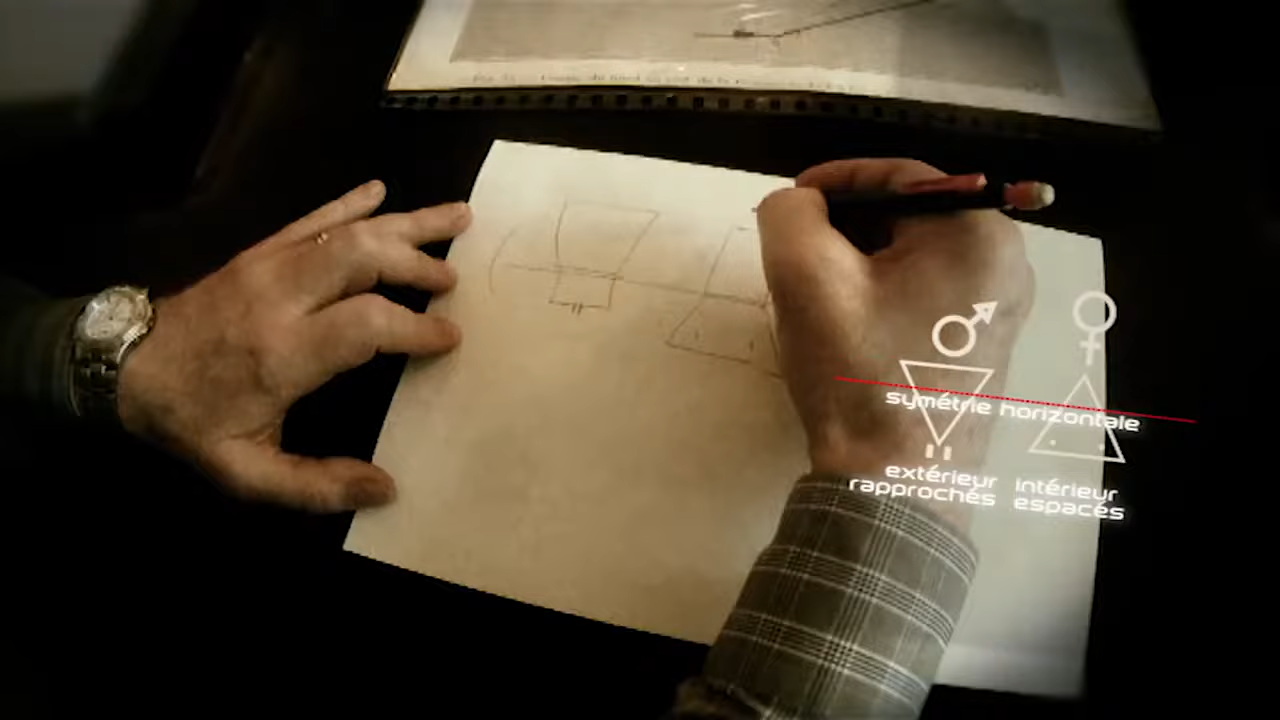 symétrie horizontale
extérieur
rapprochés
intérieur
espacés